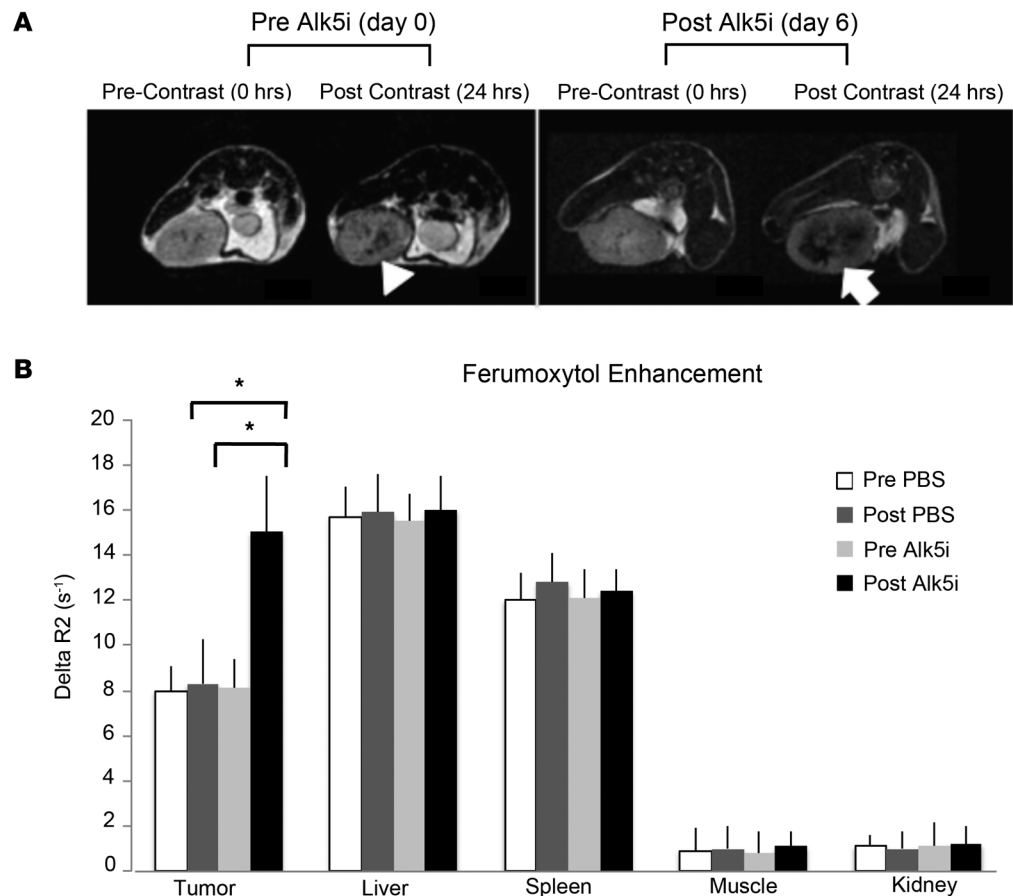 A
Pre Alk5i (day 0) Post Alk5i (day 6)
Pre-Contrast (0 hrs) Post Contrast (24 hrs) Pre-Contrast (0 hrs) Post Contrast (24 hrs)
B
Ferumoxytol Enhancement
* 
*
20
18
16
14
12
10
8
6
4
2
0
Delta R2 (s⁻¹)
Pre PBS
Post PBS
Pre Alk5i
Post Alk5i
Tumor Liver Spleen Muscle Kidney